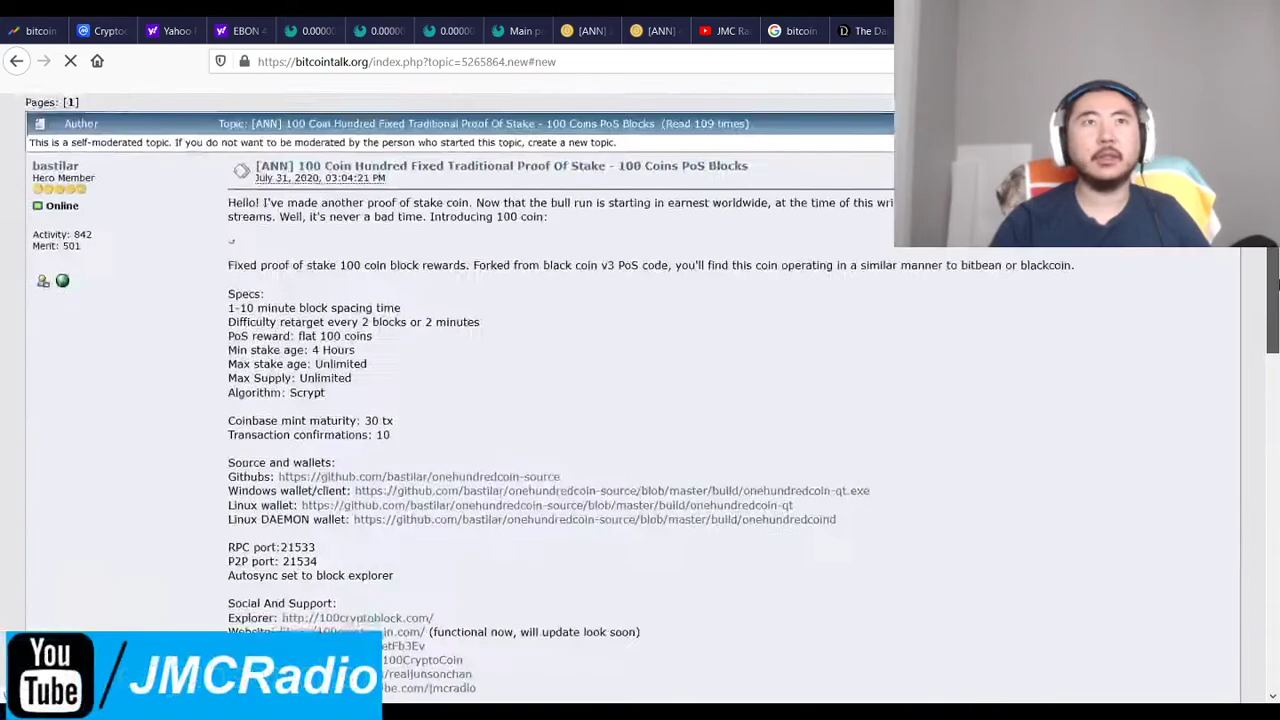 bitcoin
Cryptoc
Yahoo F
EBON 4
0.00000
0.00000
0.00000
Main p
[ANN]
[ANN]
JMC Ra
bitcoin
The Da
https://bitcointalk.org/index.php?topic=5265864.new#new
Pages: [1]
Author
Topic: [ANN] 100 Coin Hundred Fixed Traditional Proof Of Stake - 100 Coins PoS Blocks (Read 109 times)
This is a self-moderated topic. If you do not want to be moderated by the person who started this topic, create a new topic.
bastilar
Hero Member
Online
Activity: 842
Merit: 501
[ANN] 100 Coin Hundred Fixed Traditional Proof Of Stake - 100 Coins PoS Blocks
July 31, 2020, 03:04:21 PM
Hello! I've made another proof of stake coin. Now that the bull run is starting in earnest worldwide, at the time of this wri
streams. Well, it's never a bad time. Introducing 100 coin:
Fixed proof of stake 100 coin block rewards. Forked from black coin v3 PoS code, you'll find this coin operating in a similar manner to bitbean or blackcoin.
Specs:
1-10 minute block spacing time
Difficulty retarget every 2 blocks or 2 minutes
PoS reward: flat 100 coins
Min stake age: 4 Hours
Max stake age: Unlimited
Max Supply: Unlimited
Algorithm: Scrypt
Coinbase mint maturity: 30 tx
Transaction confirmations: 10
Source and wallets:
Githubs: https://github.com/bastilar/onehundredcoin-source
Windows wallet/client: https://github.com/bastilar/onehundredcoin-source/blob/master/build/onehundredcoin-qt.exe
Linux wallet: https://github.com/bastilar/onehundredcoin-source/blob/master/build/onehundredcoin-qt
Linux DAEMON wallet: https://github.com/bastilar/onehundredcoin-source/blob/master/build/onehundredcoind
RPC port:21533
P2P port: 21534
Autosync set to block explorer
Social And Support:
Explorer: http://100cryptoblock.com/
(functional now, will update look soon)
etFb3Ev
100CryptoCoin
/realjunsonchan
be.com/jmcradio
You Tube / JMCRadio